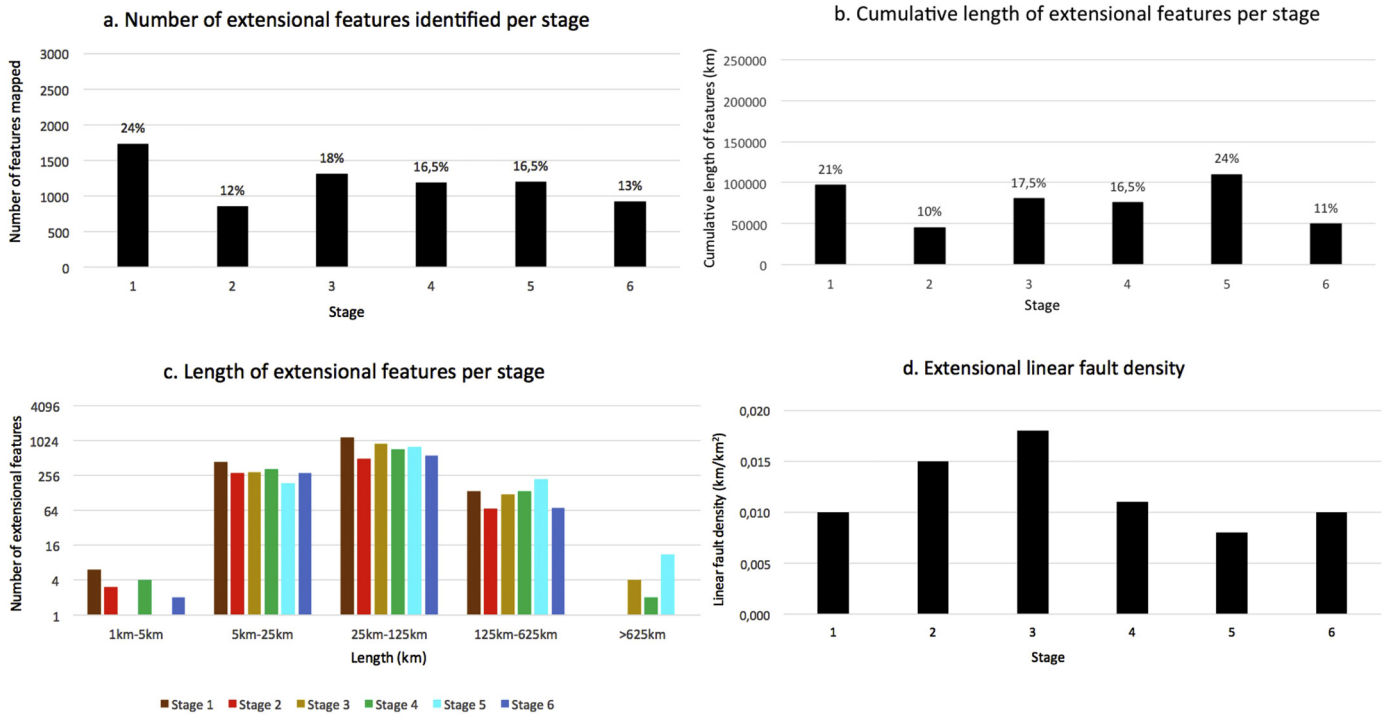 a. Number of extensional features identified per stage
Number of features mapped
3000
2500
2000
1500
1000
500
0
24%
12%
18%
16,5%
16,5%
13%
1 2 3 4 5 6
Stage
b. Cumulative length of extensional features per stage
Cumulative length of features (km)
250000
200000
150000
100000
50000
0
21%
10%
17,5%
16,5%
24%
11%
1 2 3 4 5 6
Stage
c. Length of extensional features per stage
Number of extensional features
4096
1024
256
64
16
4
1
1km-5km 5km-25km 25km-125km 125km-625km >625km
Length (km)
Stage 1 Stage 2 Stage 3 Stage 4 Stage 5 Stage 6
d. Extensional linear fault density
Linear fault density (km/km²)
0,020
0,015
0,010
0,005
0,000
1 2 3 4 5 6
Stage